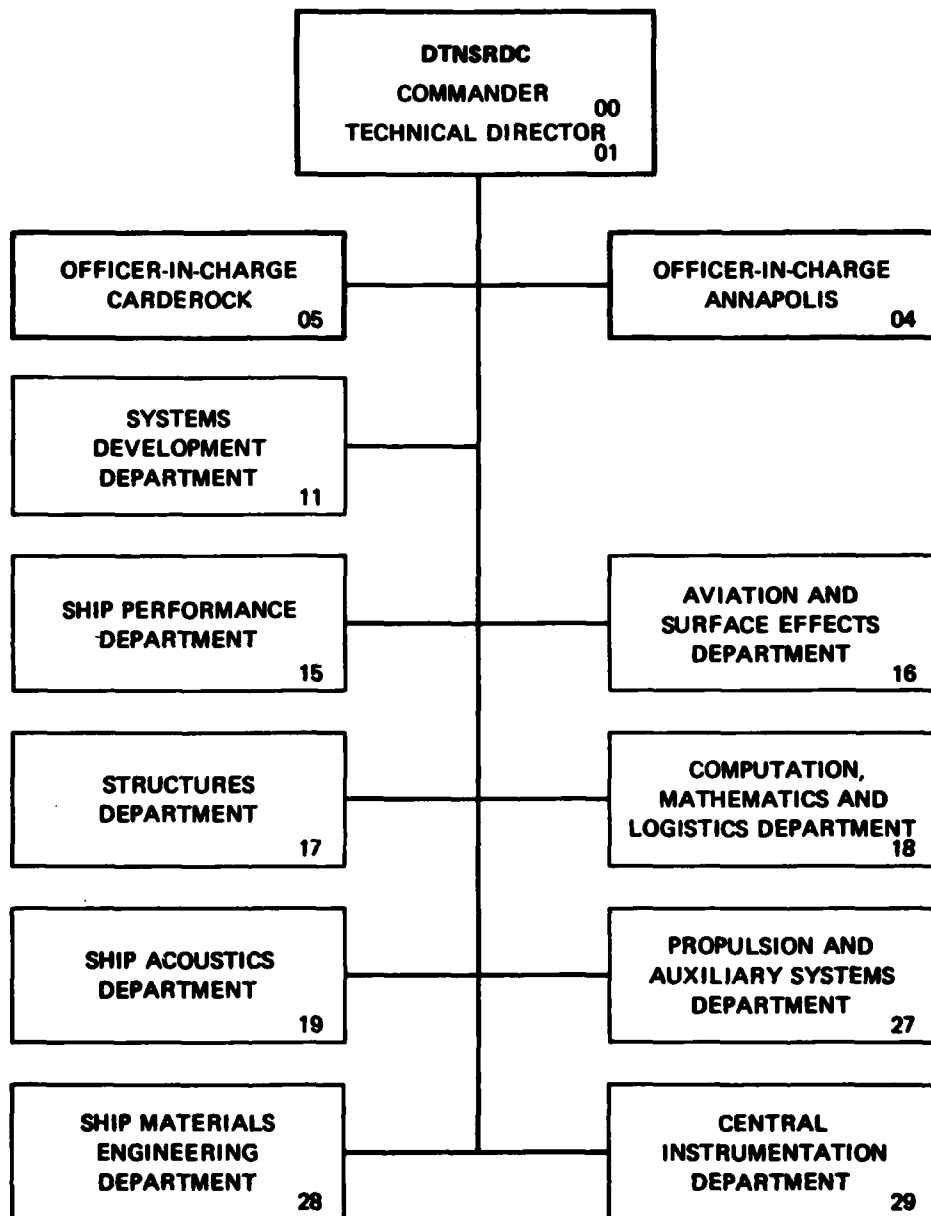 DTNSRDC
COMMANDER
00
TECHNICAL DIRECTOR
01
OFFICER-IN-CHARGE
CARDEROCK
05
OFFICER-IN-CHARGE
ANNAPOLIS
04
SYSTEMS
DEVELOPMENT
DEPARTMENT
11
SHIP PERFORMANCE
DEPARTMENT
15
AVIATION AND
SURFACE EFFECTS
DEPARTMENT
16
STRUCTURES
DEPARTMENT
17
COMPUTATION,
MATHEMATICS AND
LOGISTICS DEPARTMENT
18
SHIP ACOUSTICS
DEPARTMENT
19
PROPULSION AND
AUXILIARY SYSTEMS
DEPARTMENT
27
SHIP MATERIALS
ENGINEERING
DEPARTMENT
28
CENTRAL
INSTRUMENTATION
DEPARTMENT
29